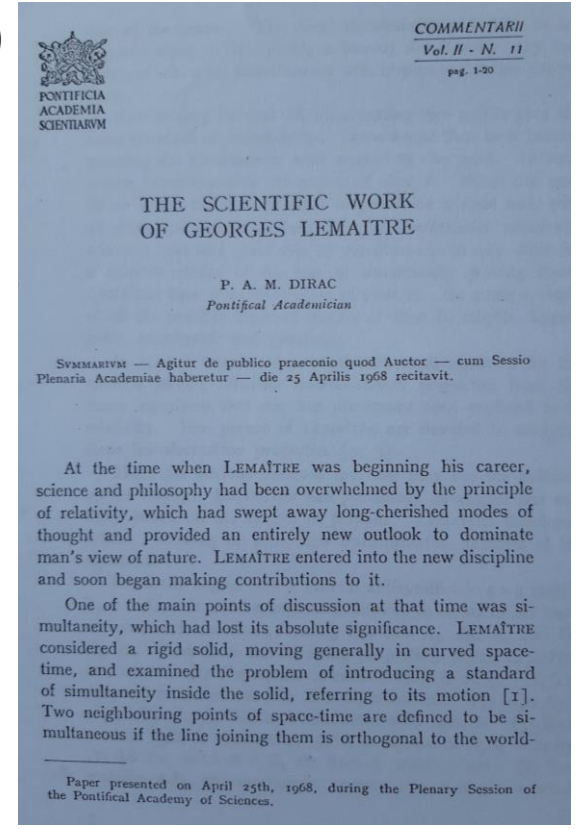 COMMENTARII
Vol. II - N. 11
pag. 1-20
PONTIFICIA
ACADEMIA
SCIENTIARVM
THE SCIENTIFIC WORK
OF GEORGES LEMAITRE
P. A. M. DIRAC
Pontifical Academician
SVMMARIVM — Agitur de publico praeconio quod Auctor — cum Sessio
Plenaria Academiae haberetur — die 25 Aprilis 1968 recitavit.
At the time when LEMAÎTRE was beginning his career,
science and philosophy had been overwhelmed by the principle
of relativity, which had swept away long-cherished modes of
thought and provided an entirely new outlook to dominate
man's view of nature. LEMAÎTRE entered into the new discipline
and soon began making contributions to it.
One of the main points of discussion at that time was si-
multaneity, which had lost its absolute significance. LEMAÎTRE
considered a rigid solid, moving generally in curved space-
time, and examined the problem of introducing a standard
of simultaneity inside the solid, referring to its motion [1].
Two neighbouring points of space-time are defined to be si-
multaneous if the line joining them is orthogonal to the world-
Paper presented on April 25th, 1968, during the Plenary Session of
the Pontifical Academy of Sciences.